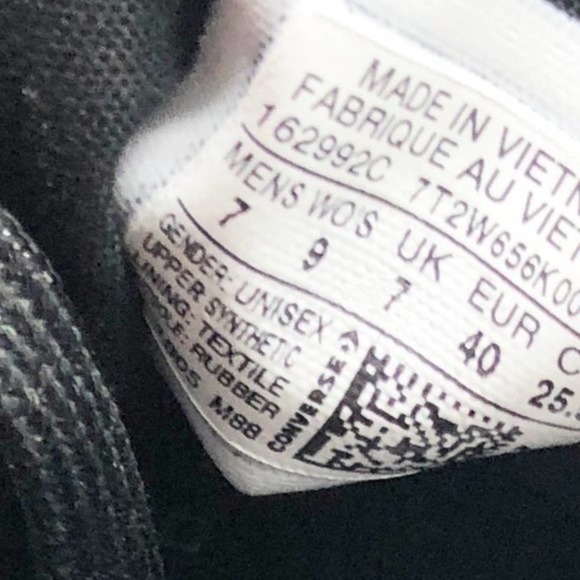 MADE IN VIETN
FABRIQUE AU VIET
162992C 7T2W656K00
MENS WO'S UK EUR C
7 9 7 40 25.
GENDER: UNISEX
UPPER SYNTHETIC
LINING: TEXTILE
RUBBER
M88
CONVERSE